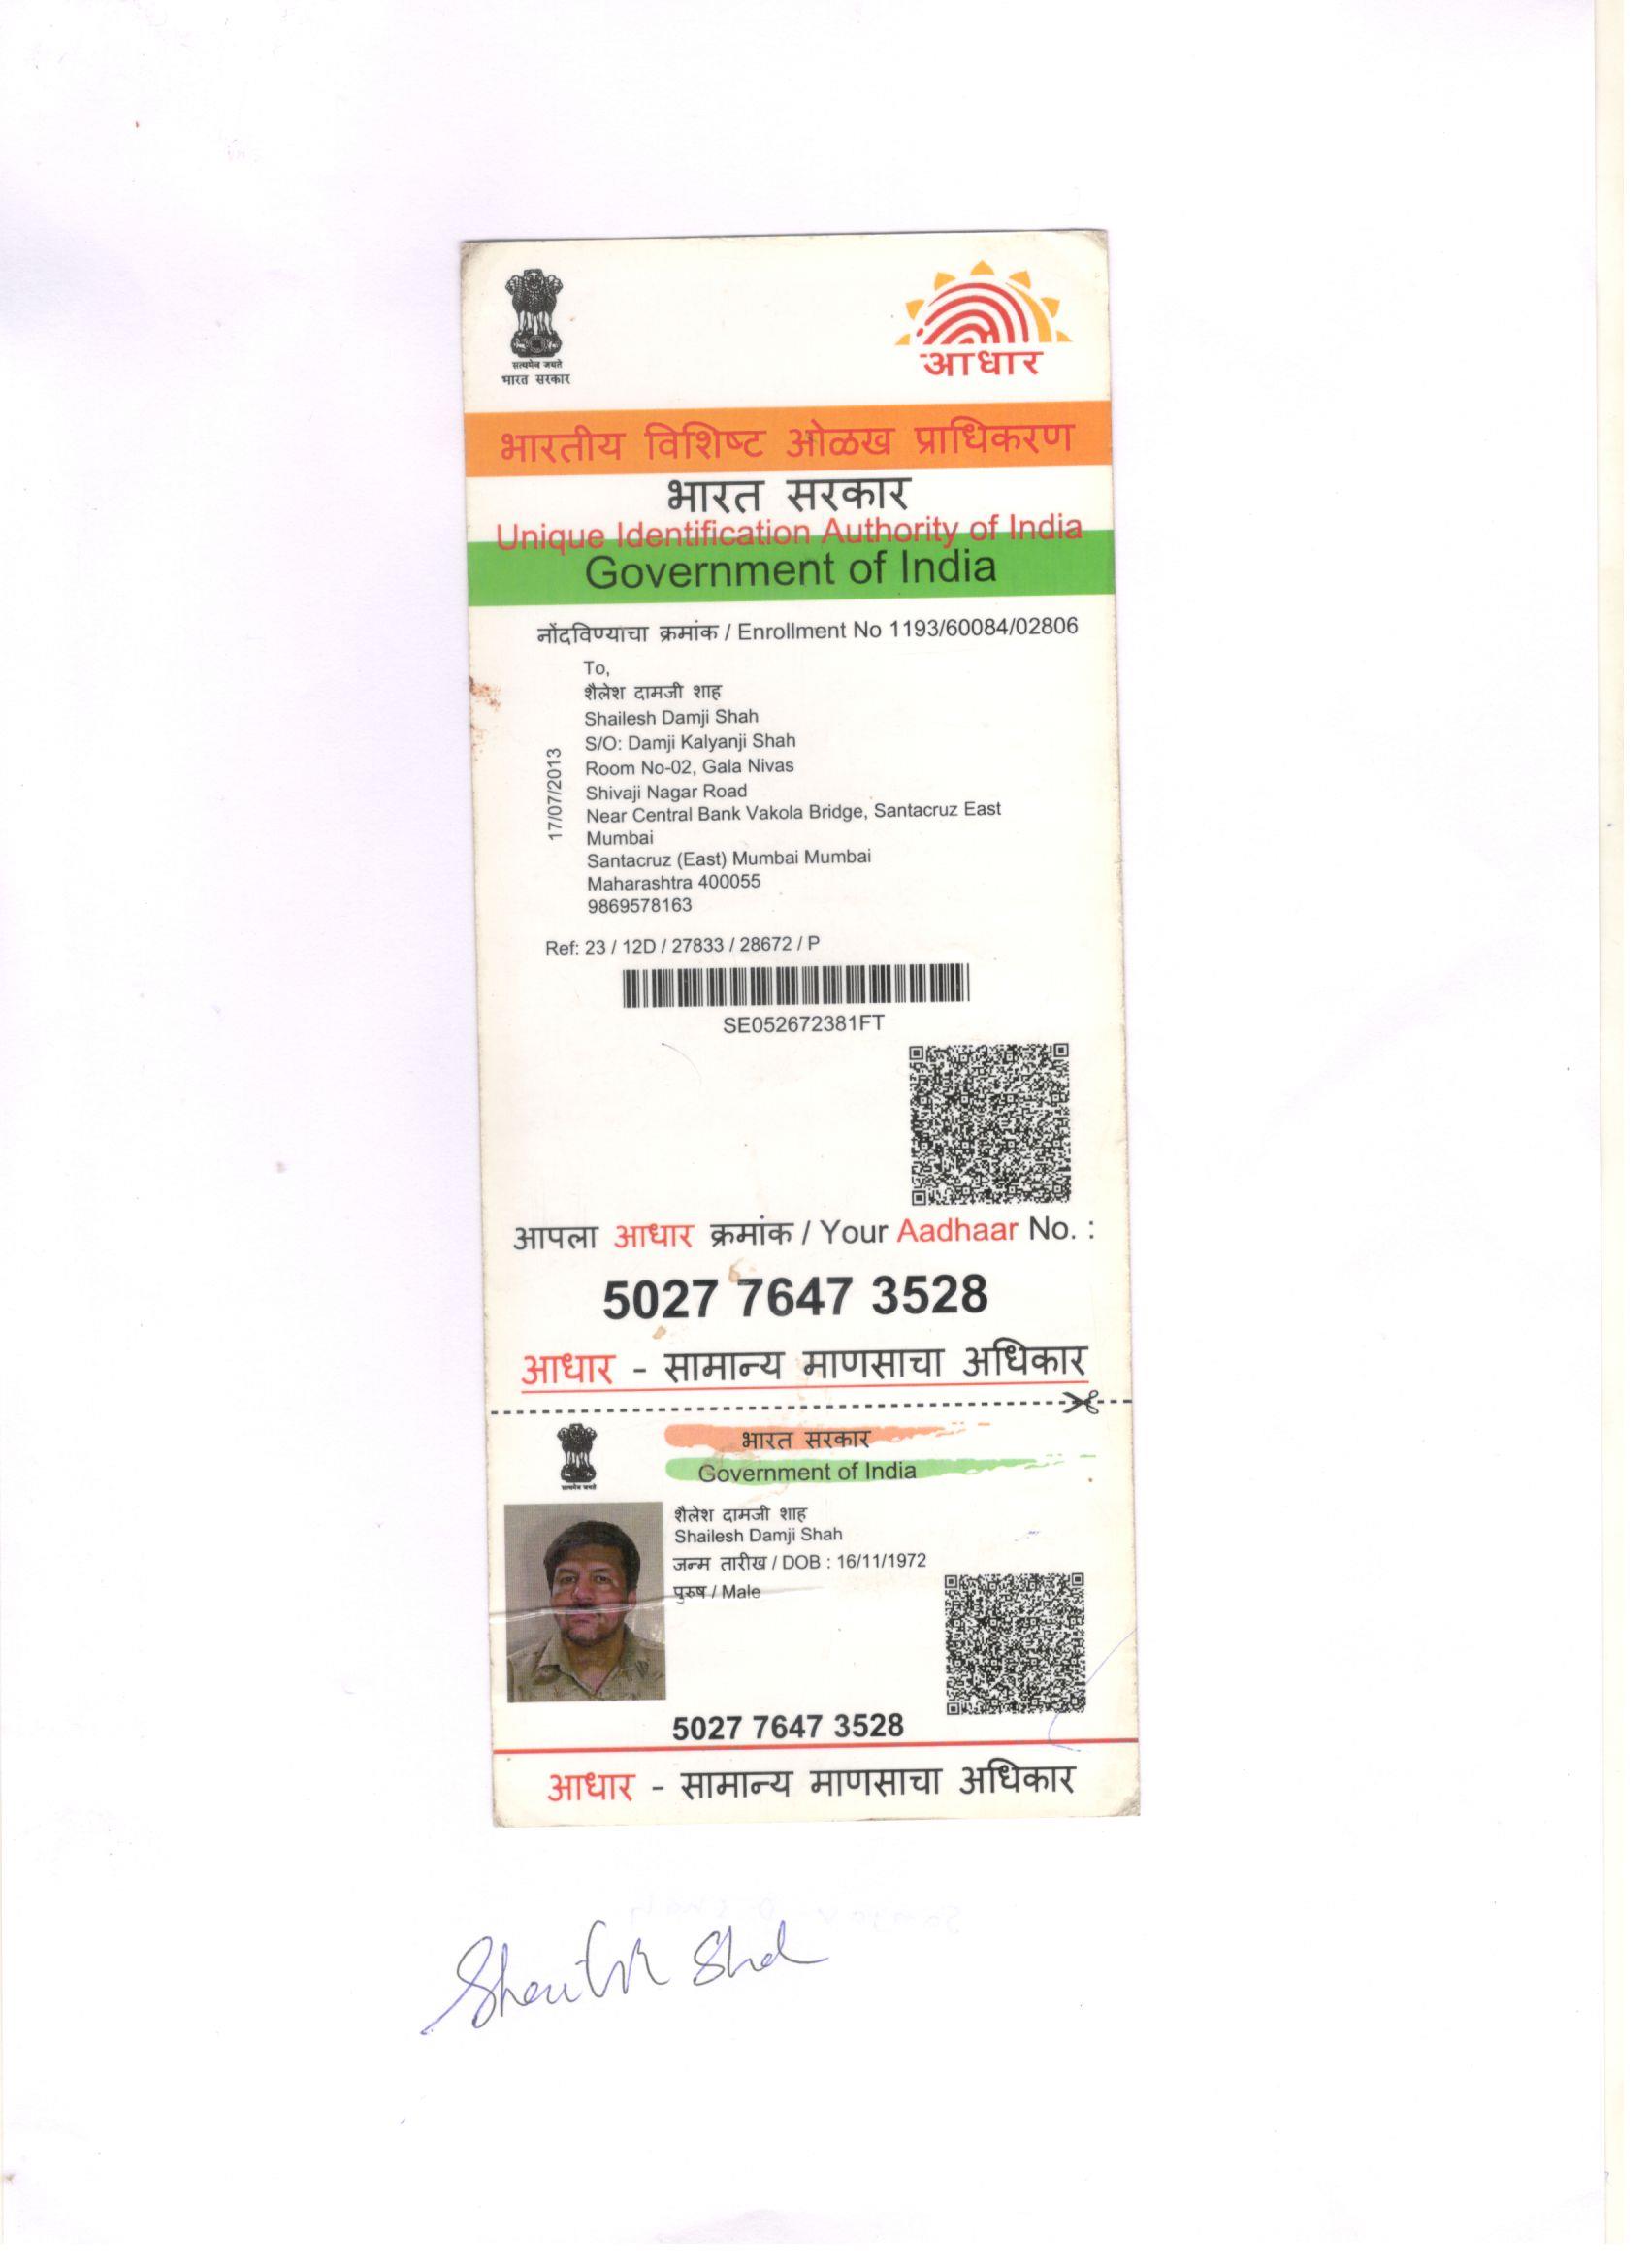 सत्यमेव जयते
भारत सरकार
आधार
भारतीय विशिष्ट ओळख प्राधिकरण
भारत सरकार
Unique Identification Authority of India
Government of India
नोंदविण्याचा क्रमांक / Enrollment No 1193/60084/02806
To,
शैलेश दामजी शाह
Shailesh Damji Shah
S/O: Damji Kalyanji Shah
Room No-02, Gala Nivas
Shivaji Nagar Road
Near Central Bank Vakola Bridge, Santacruz East
Mumbai
Santacruz (East) Mumbai Mumbai
Maharashtra 400055
9869578163
17/07/2013
Ref: 23 / 12D / 27833 / 28672 / P
SE052672381FT
आपला आधार क्रमांक / Your Aadhaar No. :
5027 7647 3528
आधार - सामान्य माणसाचा अधिकार
भारत सरकार
Government of India
सत्यमेव जयते
शैलेश दामजी शाह
Shailesh Damji Shah
जन्म तारीख / DOB : 16/11/1972
पुरुष / Male
5027 7647 3528
आधार - सामान्य माणसाचा अधिकार